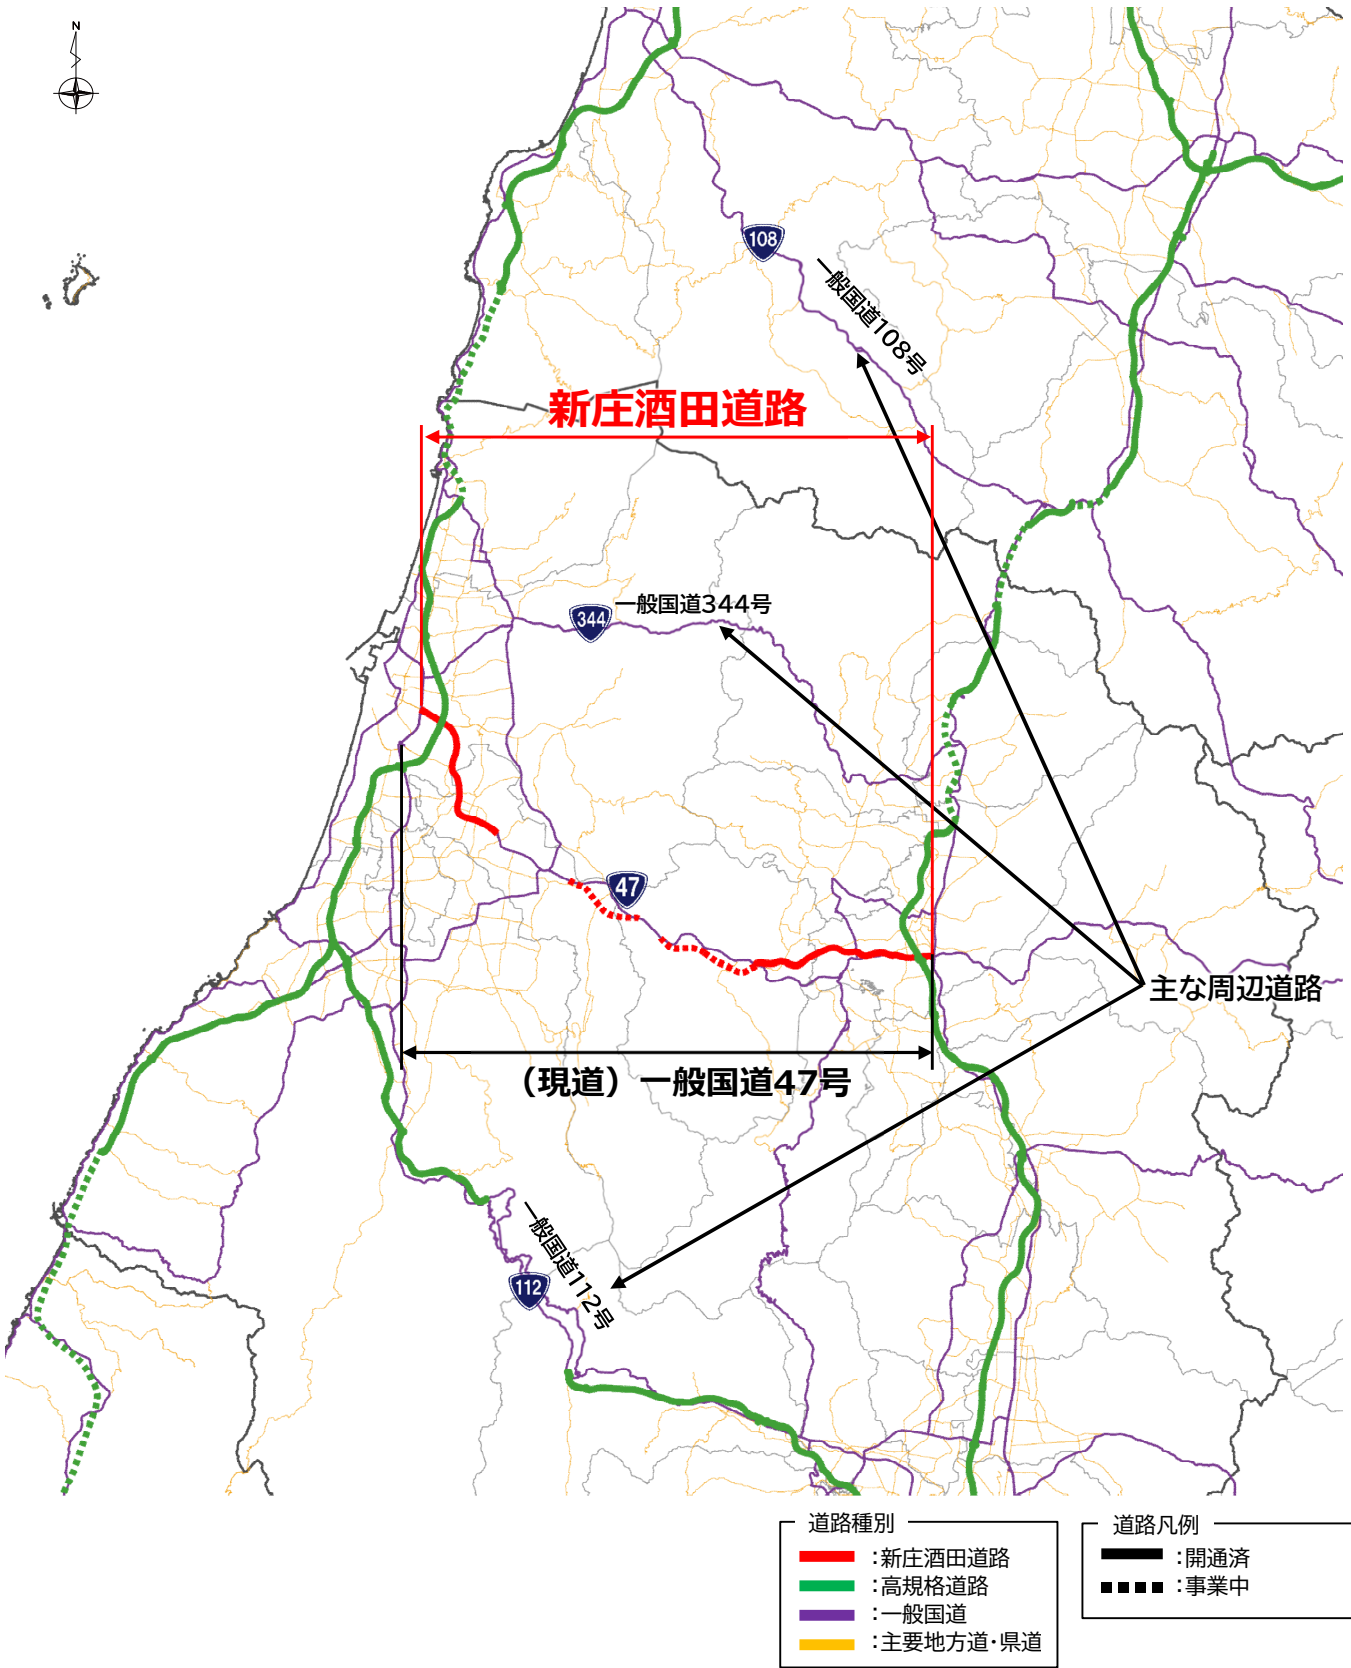 N
108
一般国道108号
新庄酒田道路
344
一般国道344号
47
主な周辺道路
（現道）一般国道47号
一般国道112号
112
道路種別
：新庄酒田道路
：高規格道路
：一般国道
：主要地方道・県道
道路凡例
：開通済
：事業中